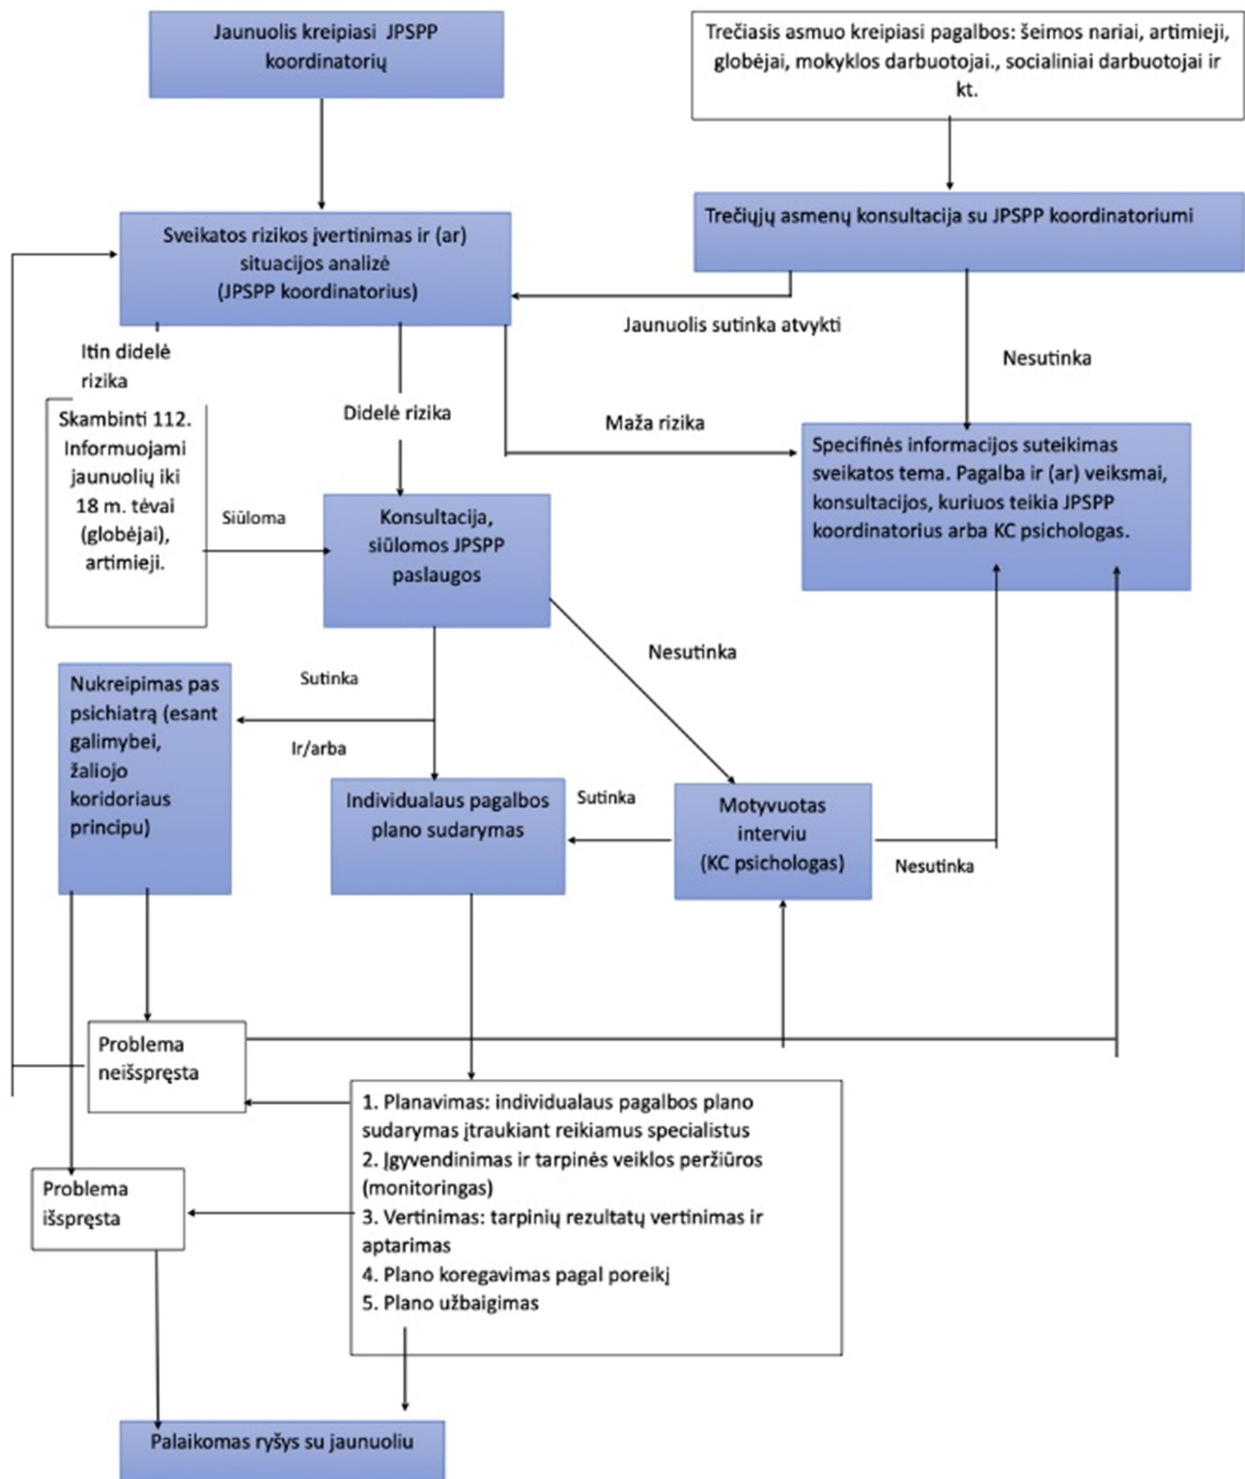 Jaunuolis kreipiasi JPSPP
koordinatorių
Trečiasis asmuo kreipiasi pagalbos: šeimos nariai, artimieji,
globėjai, mokyklos darbuotojai., socialiniai darbuotojai ir
kt.
Trečiųjų asmenų konsultacija su JPSPP koordinatoriumi
Sveikatos rizikos įvertinimas ir (ar)
situacijos analizė
(JPSPP koordinatorius)
Jaunuolis sutinka atvykti
Nesutinka
Itin didelė
rizika
Didelė rizika
Maža rizika
Skambinti 112.
Informuojami
jaunuolių iki
18 m. tėvai
(globėjai),
artimieji.
Siūloma
Konsultacija,
siūlomos JPSPP
paslaugos
Specifinės informacijos suteikimas
sveikatos tema. Pagalba ir (ar) veiksmai,
konsultacijos, kuriuos teikia JPSPP
koordinatorius arba KC psichologas.
Nesutinka
Sutinka
Ir/arba
Nukreipimas pas
psichiatrą (esant
galimybei,
žaliojo
koridoriaus
principu)
Individualaus pagalbos
plano sudarymas
Sutinka
Motyvuotas
interviu
(KC psichologas)
Nesutinka
Problema
neišspręsta
1. Planavimas: individualaus pagalbos plano
sudarymas įtraukiant reikiamus specialistus
2. Įgyvendinimas ir tarpinės veiklos peržiūros
(monitoringas)
3. Vertinimas: tarpinių rezultatų vertinimas ir
aptarimas
4. Plano koregavimas pagal poreikį
5. Plano užbaigimas
Problema
išspręsta
Palaikomas ryšys su jaunuoliu